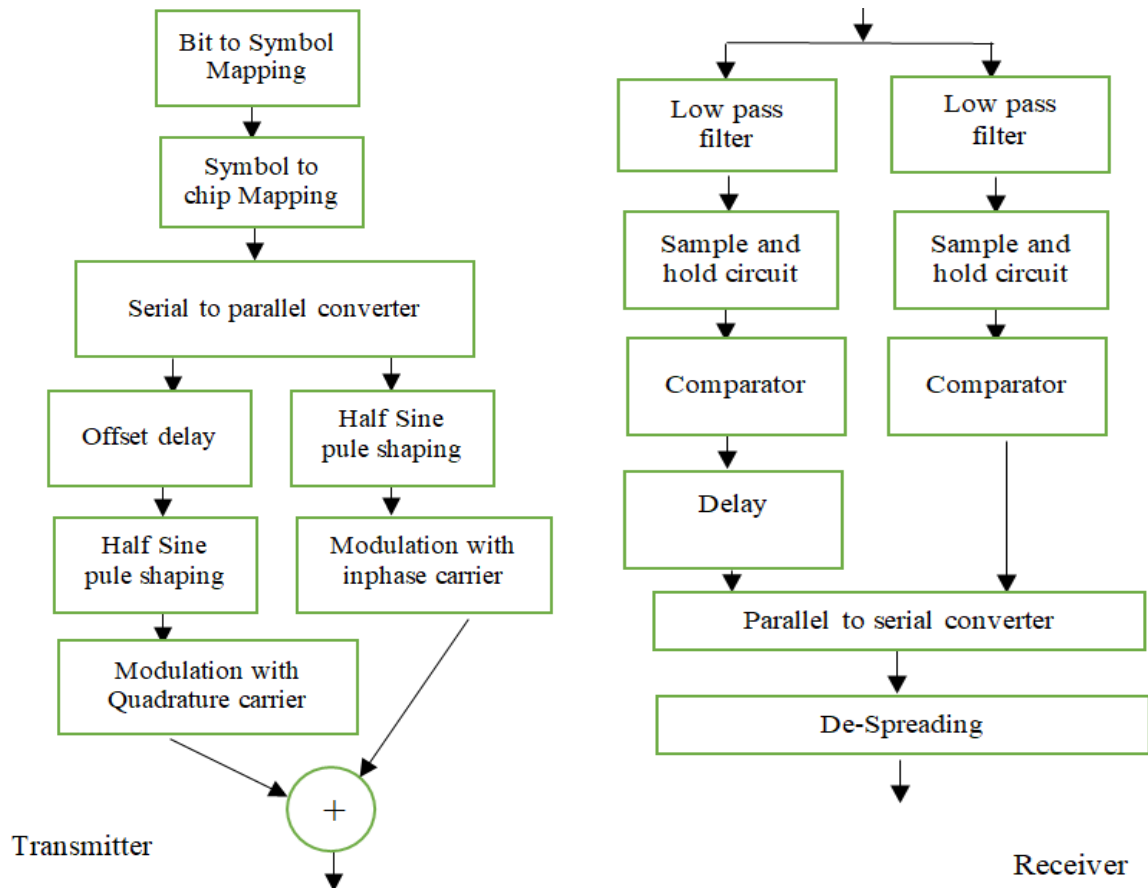 Bit to Symbol
Mapping
Symbol to
chip Mapping
Serial to parallel converter
Offset delay
Half Sine
pule shaping
Half Sine
pule shaping
Modulation with
inphase carrier
Modulation with
Quadrature carrier
+
Transmitter
Low pass
filter
Low pass
filter
Sample and
hold circuit
Sample and
hold circuit
Comparator
Comparator
Delay
Parallel to serial converter
De-Spreading
Receiver